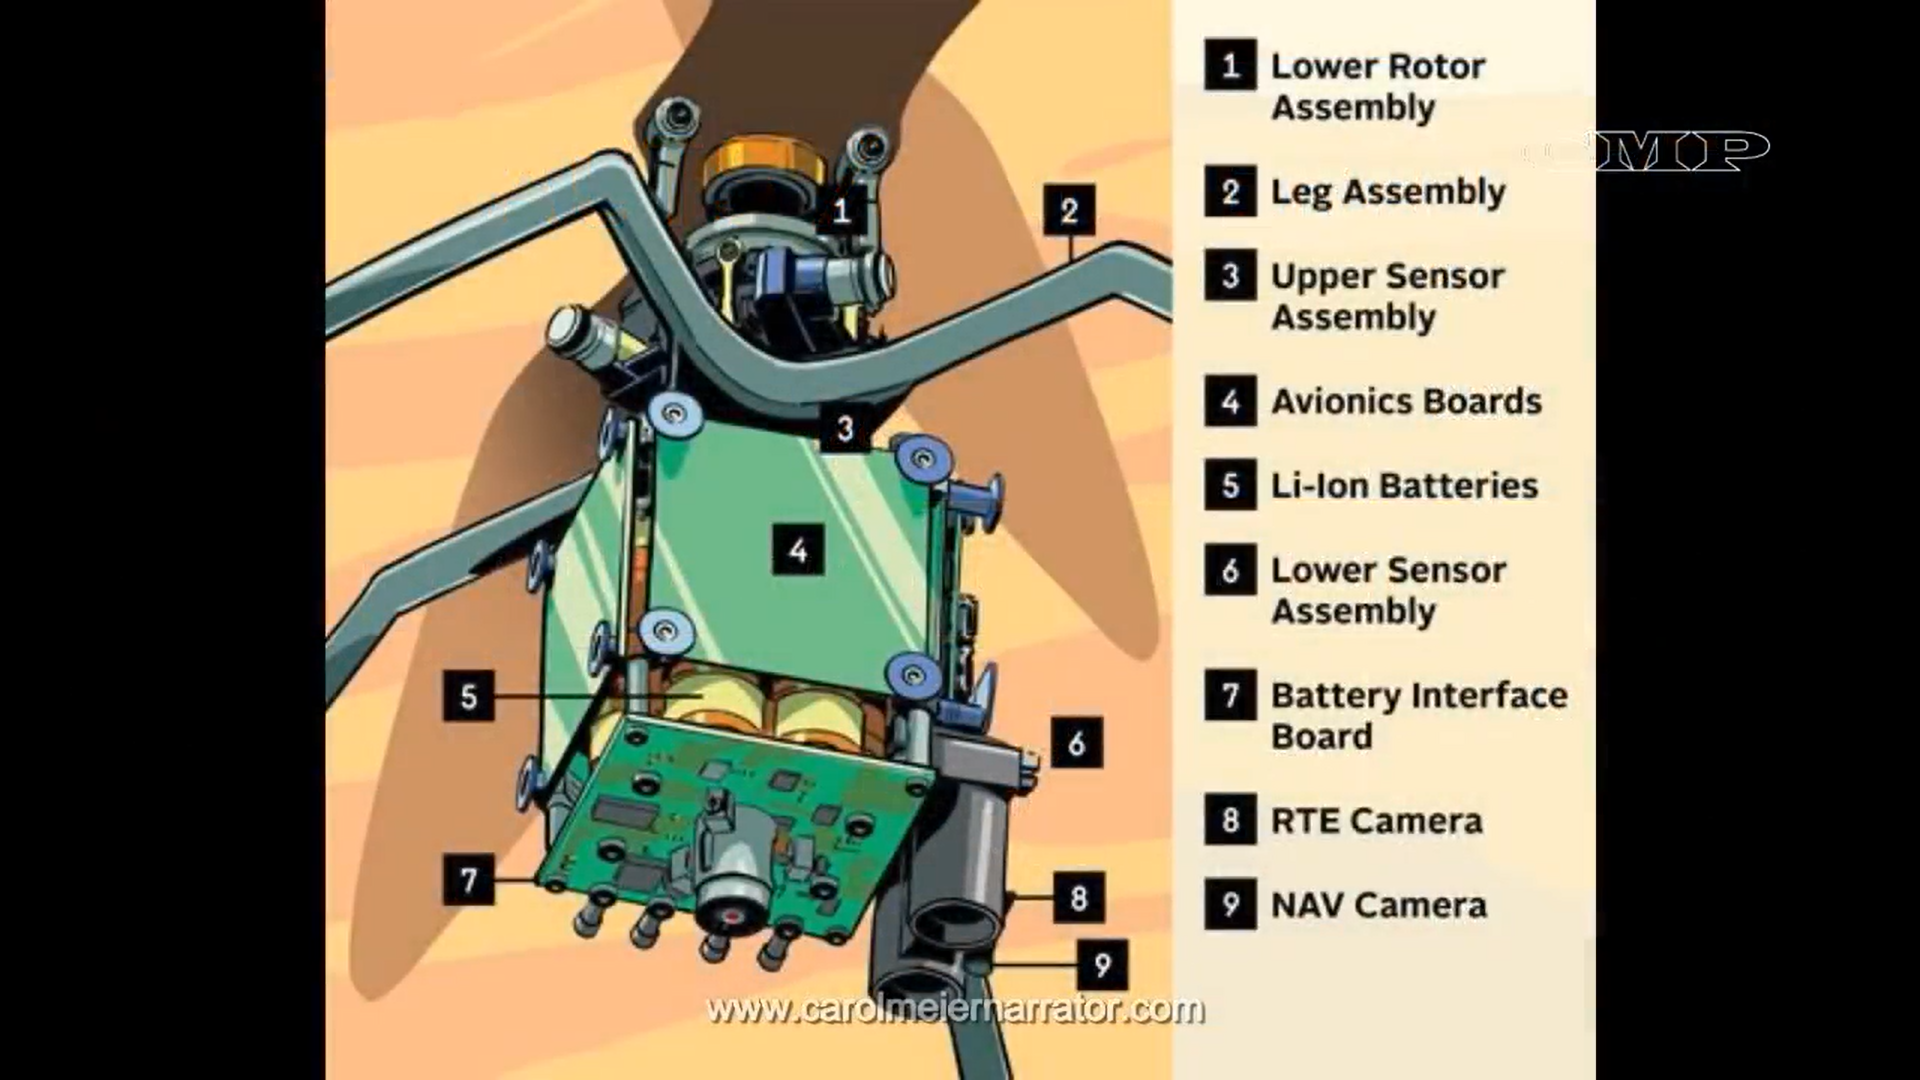 1 Lower Rotor
Assembly
2 Leg Assembly
3 Upper Sensor
Assembly
4 Avionics Boards
5 Li-Ion Batteries
6 Lower Sensor
Assembly
7 Battery Interface
Board
8 RTE Camera
9 NAV Camera
MP
1
2
3
4
5
6
7
8
9
www.carolmeiernarrator.com